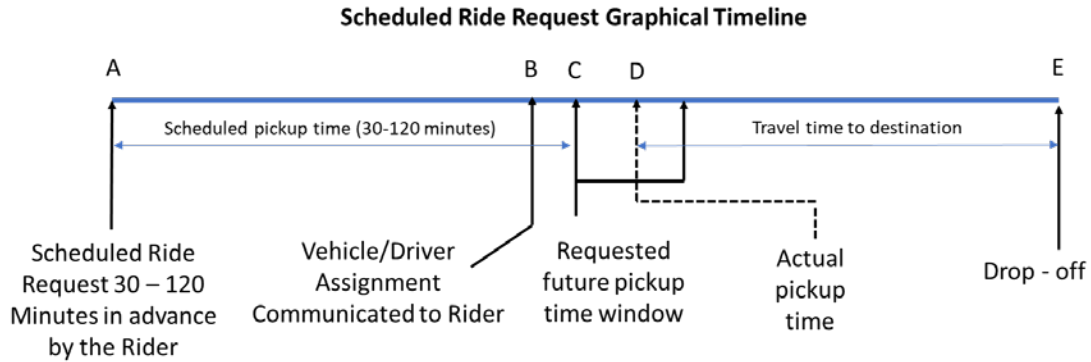 Scheduled Ride Request Graphical Timeline
A
B
C
D
E
Scheduled pickup time (30-120 minutes)
Travel time to destination
Scheduled Ride
Request 30 – 120
Minutes in advance
by the Rider
Vehicle/Driver
Assignment
Communicated to Rider
Requested
future pickup
time window
Actual
pickup
time
Drop - off